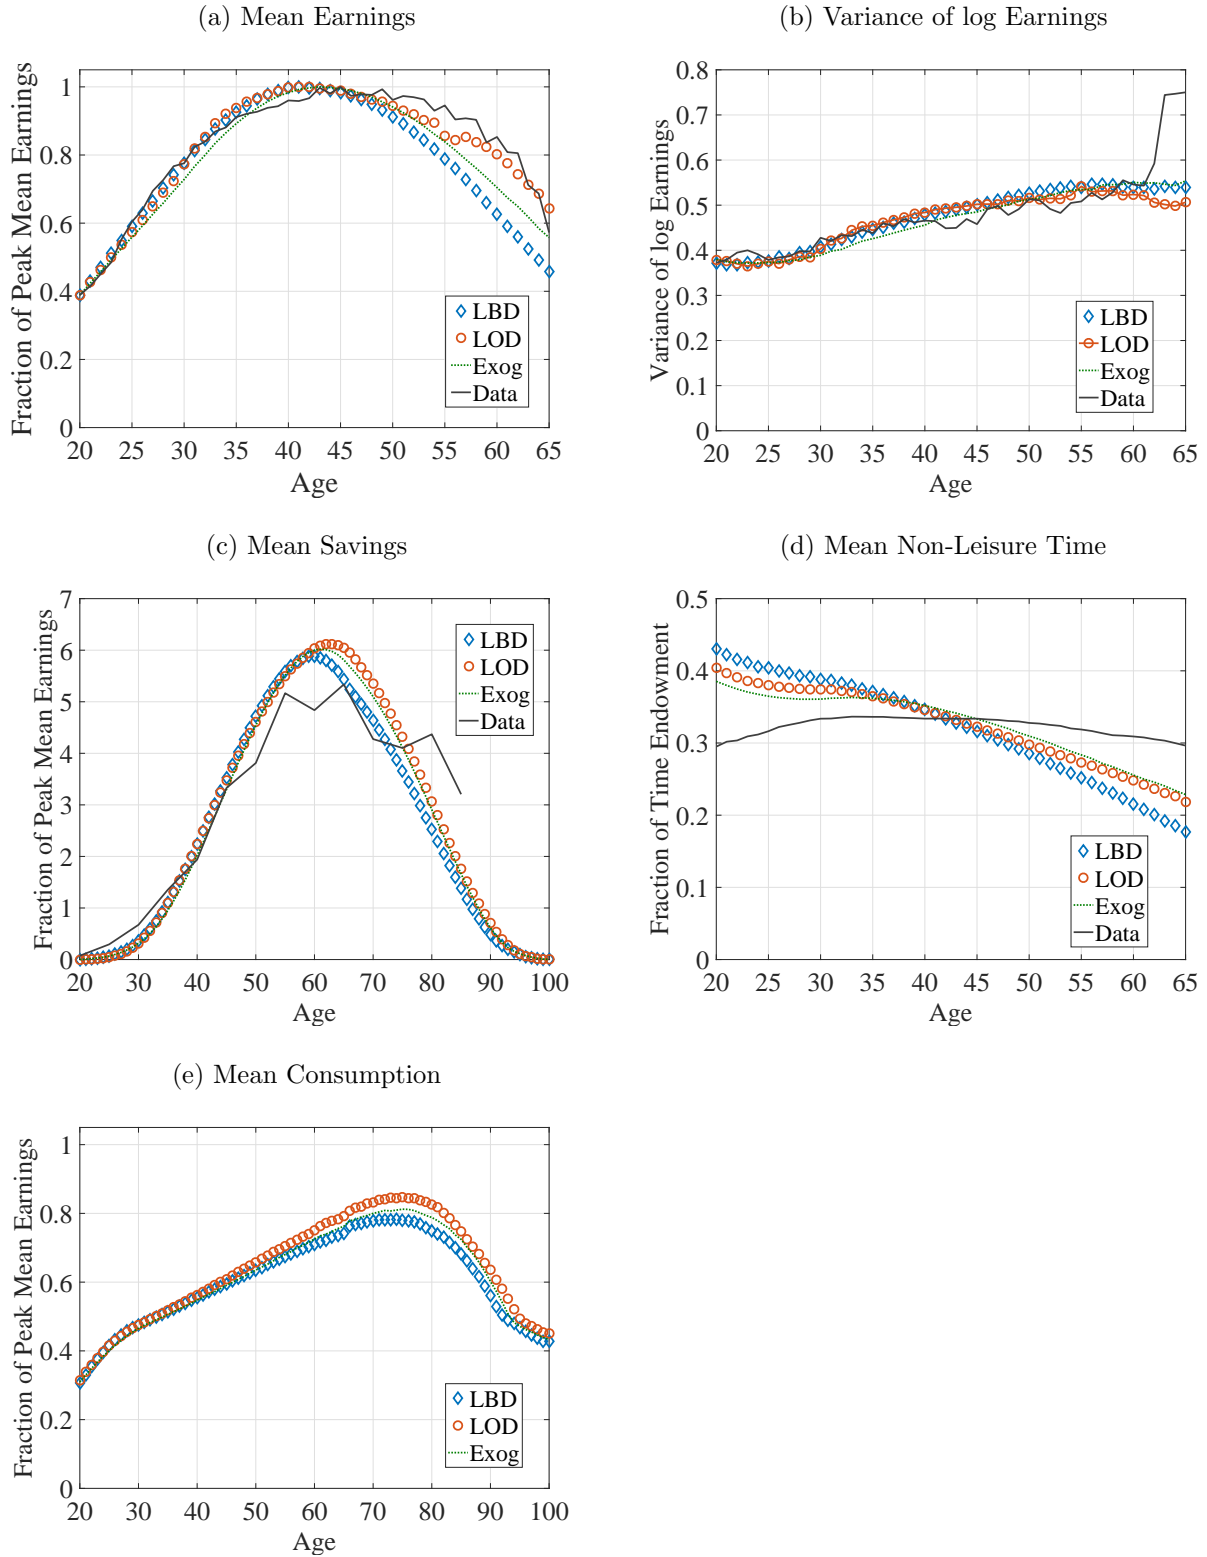 (a) Mean Earnings
Fraction of Peak Mean Earnings
1
0.8
0.6
0.4
0.2
0
20 25 30 35 40 45 50 55 60 65
Age
LBD
LOD
Exog
Data
(b) Variance of log Earnings
Variance of log Earnings
0.8
0.7
0.6
0.5
0.4
0.3
0.2
0.1
0
20 25 30 35 40 45 50 55 60 65
Age
LBD
LOD
Exog
Data
(c) Mean Savings
Fraction of Peak Mean Earnings
7
6
5
4
3
2
1
0
20 30 40 50 60 70 80 90 100
Age
LBD
LOD
Exog
Data
(d) Mean Non-Leisure Time
Fraction of Time Endowment
0.5
0.4
0.3
0.2
0.1
0
20 25 30 35 40 45 50 55 60 65
Age
LBD
LOD
Exog
Data
(e) Mean Consumption
Fraction of Peak Mean Earnings
1
0.8
0.6
0.4
0.2
0
20 30 40 50 60 70 80 90 100
Age
LBD
LOD
Exog